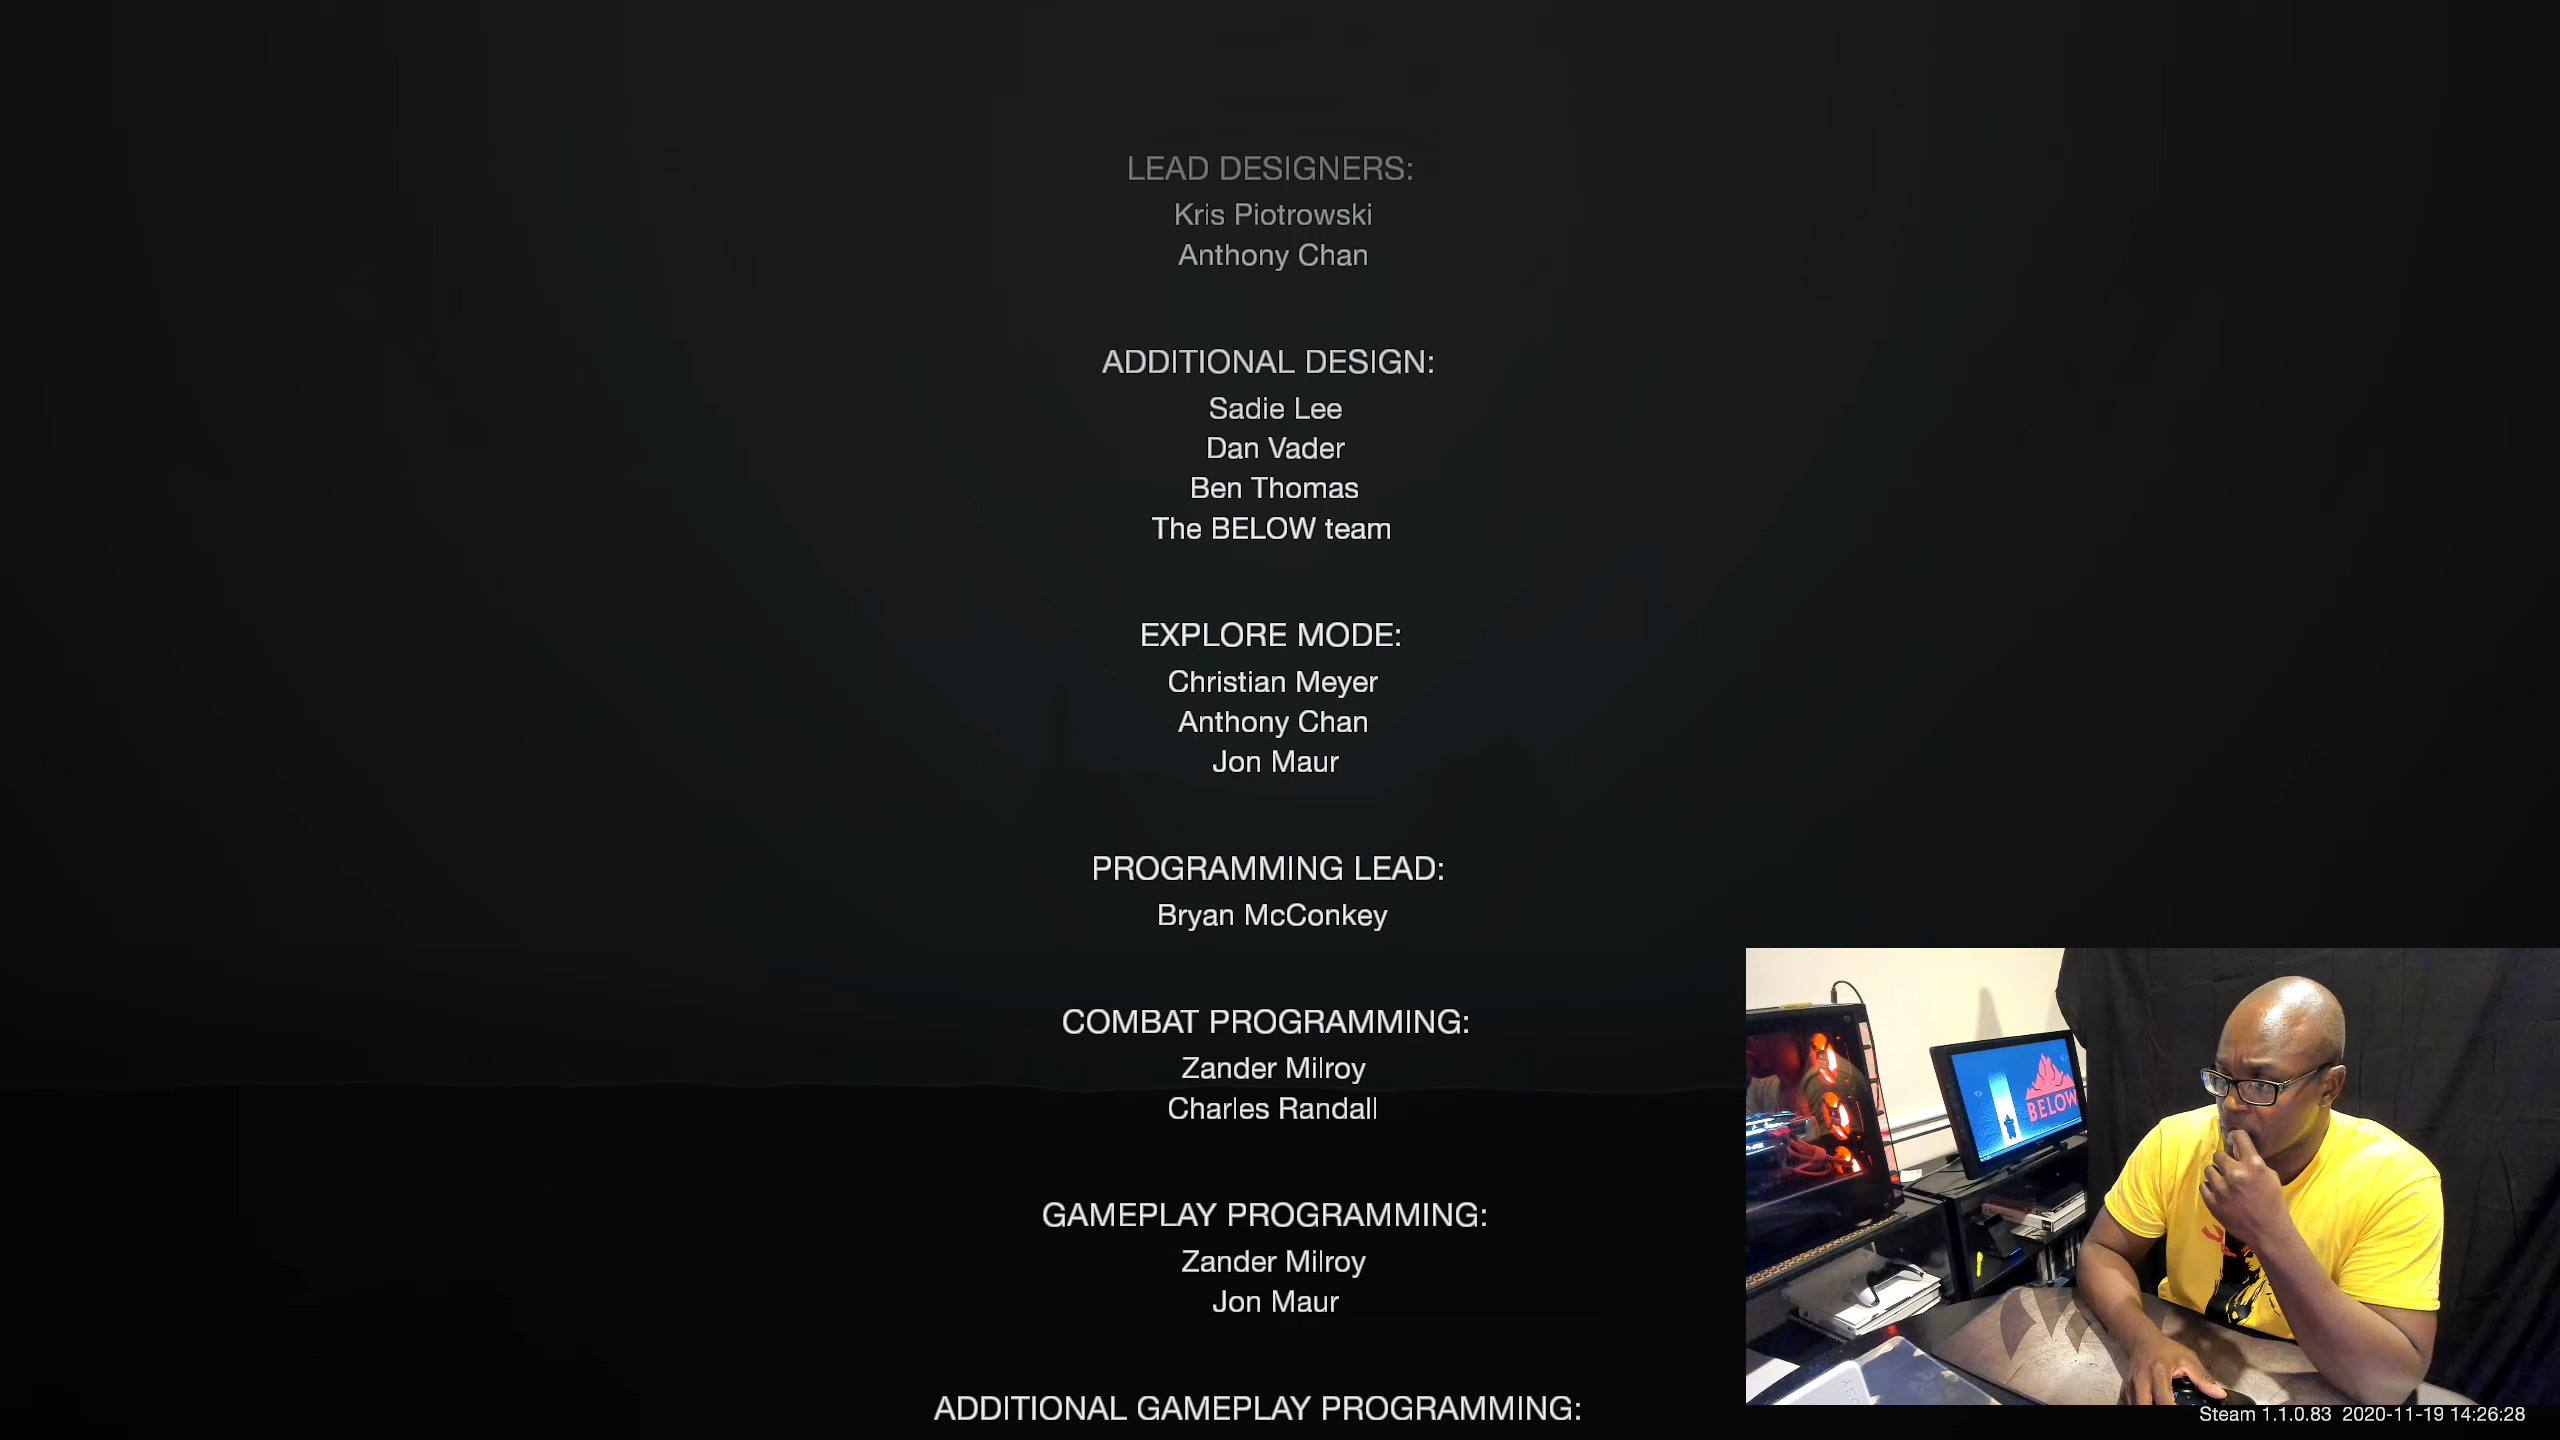 LEAD DESIGNERS:
Kris Piotrowski
Anthony Chan
ADDITIONAL DESIGN:
Sadie Lee
Dan Vader
Ben Thomas
The BELOW team
EXPLORE MODE:
Christian Meyer
Anthony Chan
Jon Maur
PROGRAMMING LEAD:
Bryan McConkey
COMBAT PROGRAMMING:
Zander Milroy
Charles Randall
GAMEPLAY PROGRAMMING:
Zander Milroy
Jon Maur
ADDITIONAL GAMEPLAY PROGRAMMING:
BELOW
Steam 1.1.0.83 2020-11-19 14:26:28